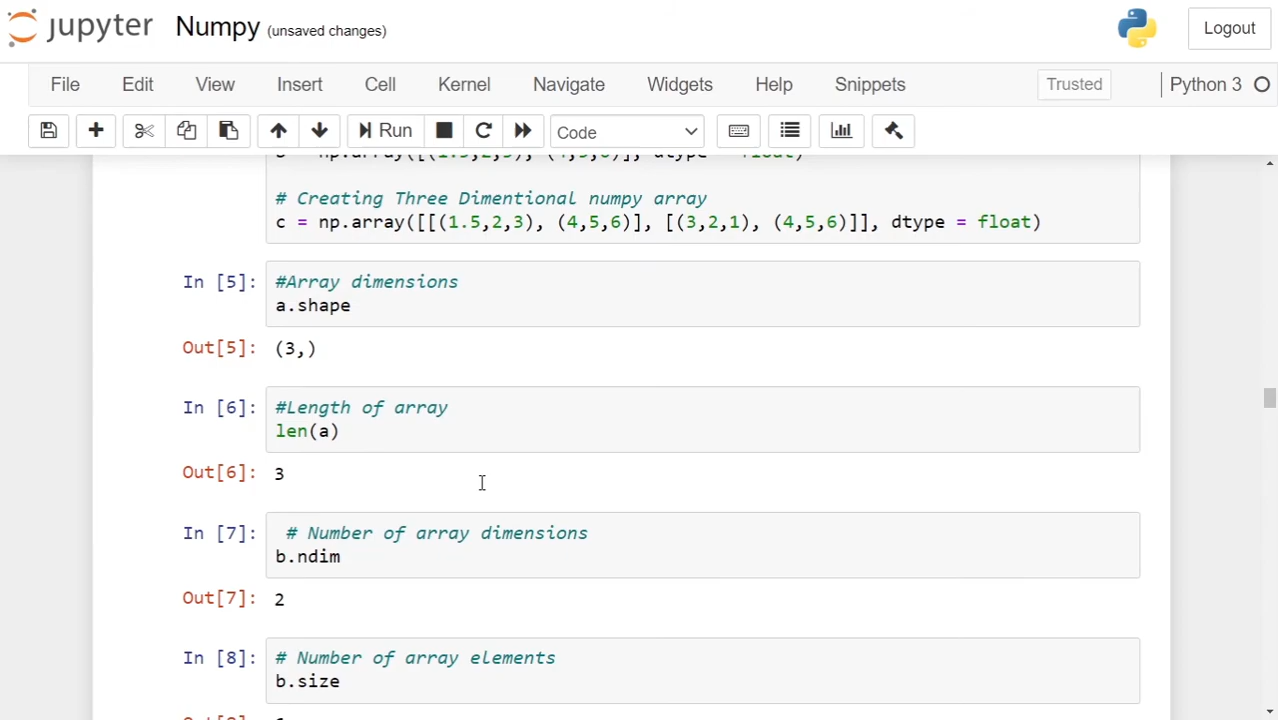 jupyter Numpy (unsaved changes) Logout
File Edit View Insert Cell Kernel Navigate Widgets Help Snippets Trusted Python 3
Run Code
# Creating Three Dimentional numpy array
c = np.array([[(1.5,2,3), (4,5,6)], [(3,2,1), (4,5,6)]], dtype = float)
In [5]: #Array dimensions
a.shape
Out[5]: (3,)
In [6]: #Length of array
len(a)
Out[6]: 3
In [7]: # Number of array dimensions
b.ndim
Out[7]: 2
In [8]: # Number of array elements
b.size